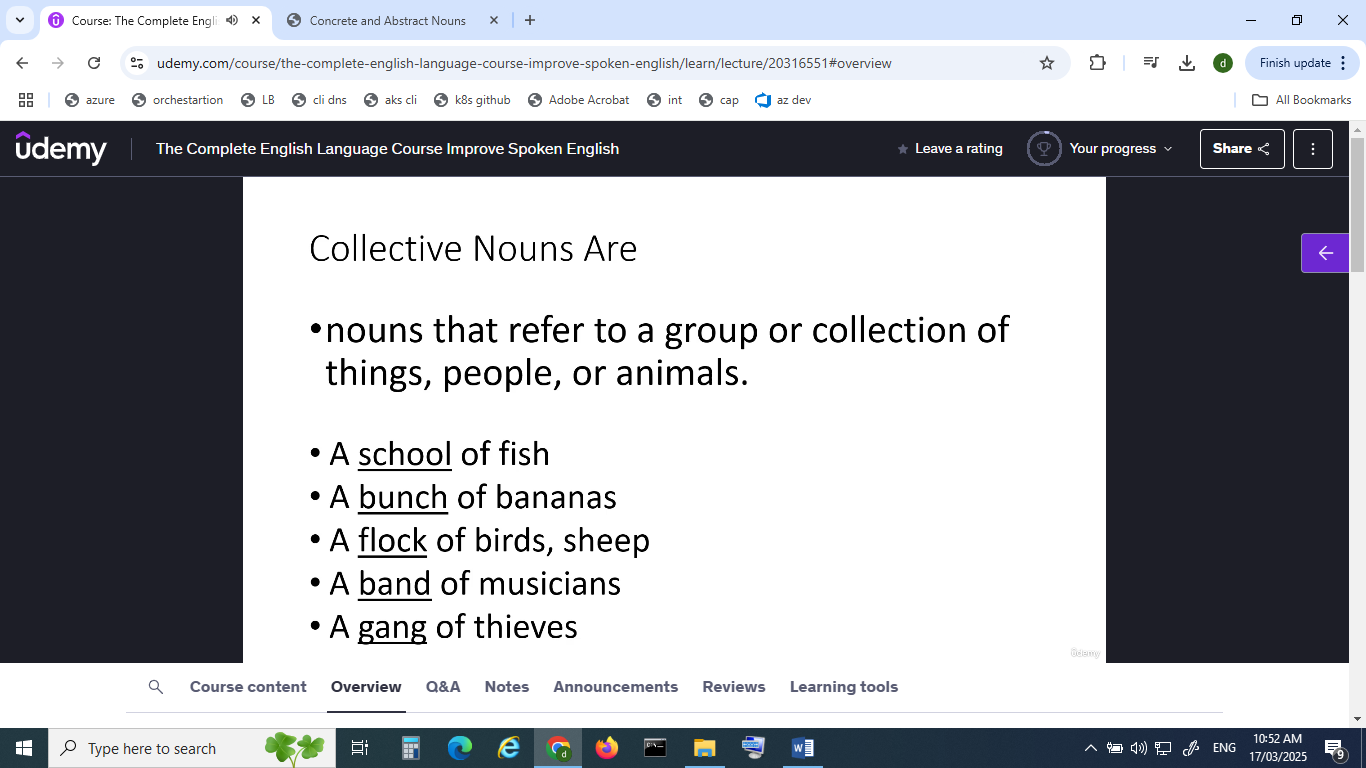 Course: The Complete Engli
Concrete and Abstract Nouns
udemy.com/course/the-complete-english-language-course-improve-spoken-english/learn/lecture/20316551#overview
d
Finish update
azure
orchestartion
LB
cli dns
aks cli
k8s github
Adobe Acrobat
int
cap
az dev
All Bookmarks
udemy
The Complete English Language Course Improve Spoken English
Leave a rating
Your progress
Share
Collective Nouns Are
•nouns that refer to a group or collection of
things, people, or animals.
• A school of fish
• A bunch of bananas
• A flock of birds, sheep
• A band of musicians
• A gang of thieves
udemy
Course content
Overview
Q&A
Notes
Announcements
Reviews
Learning tools
Type here to search
d
ENG
10:52 AM
17/03/2025
9